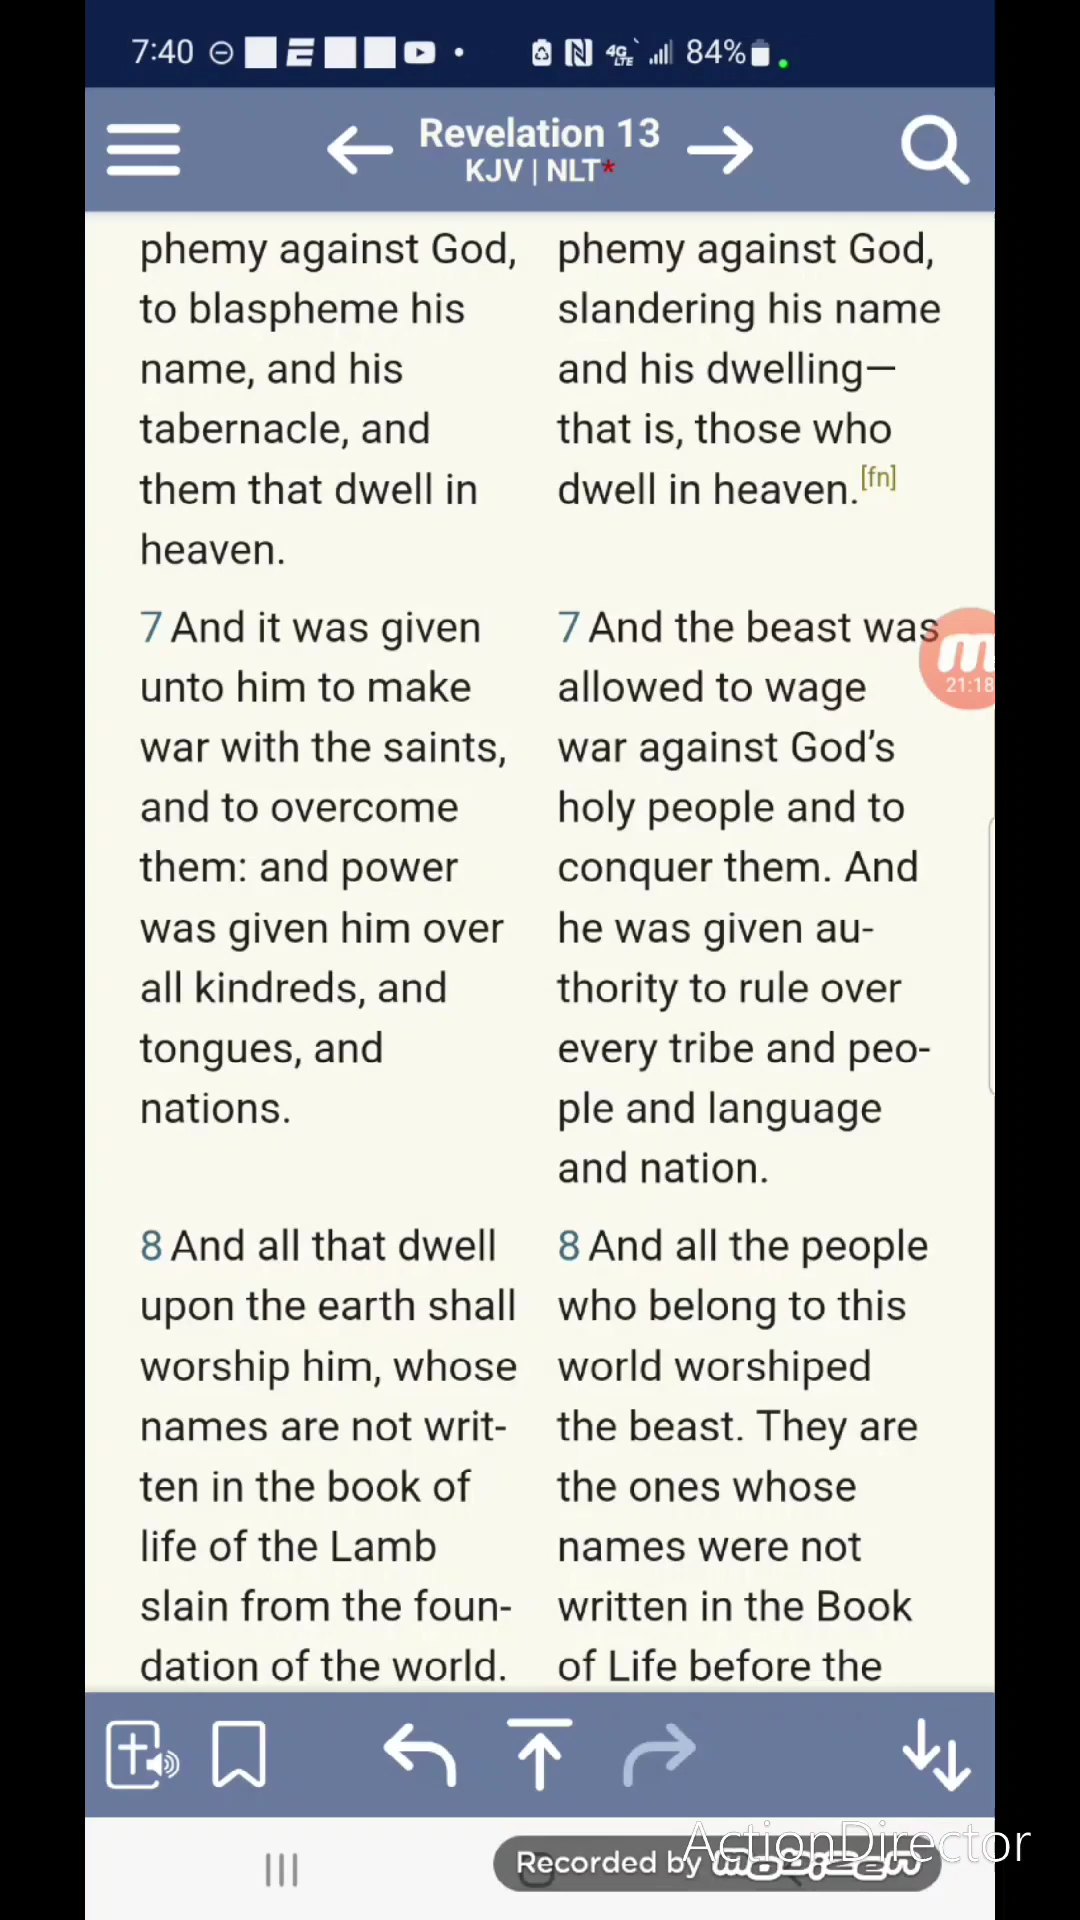 7:40 84%
4G LTE
Revelation 13
KJV | NLT*
phemy against God,
to blaspheme his
name, and his
tabernacle, and
them that dwell in
heaven.
7 And it was given
unto him to make
war with the saints,
and to overcome
them: and power
was given him over
all kindreds, and
tongues, and
nations.
8 And all that dwell
upon the earth shall
worship him, whose
names are not writ-
ten in the book of
life of the Lamb
slain from the foun-
dation of the world.
phemy against God,
slandering his name
and his dwelling—
that is, those who
dwell in heaven.[fn]
7 And the beast was
allowed to wage
war against God’s
holy people and to
conquer them. And
he was given au-
thority to rule over
every tribe and peo-
ple and language
and nation.
8 And all the people
who belong to this
world worshiped
the beast. They are
the ones whose
names were not
written in the Book
of Life before the
m
21:18
ActionDirector
Recorded by mobizen